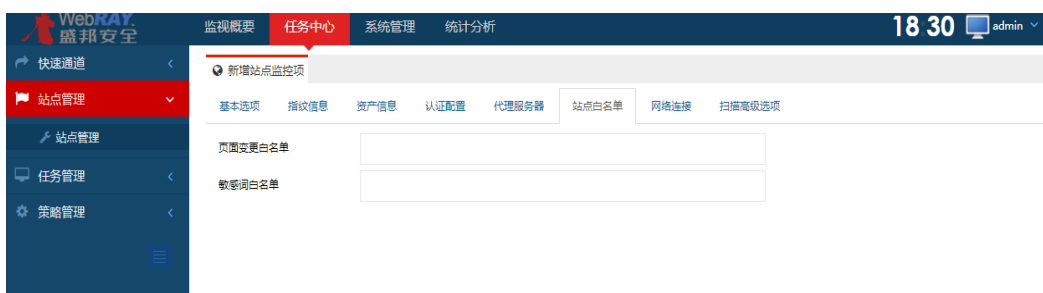 WebRAY.
盛邦安全
监视概要 任务中心 系统管理 统计分析
18 30 admin
快速通道
站点管理
站点管理
任务管理
策略管理
新增站点监控项
基本选项 指纹信息 资产信息 认证配置 代理服务器 站点白名单 网络连接 扫描高级选项
页面变更白名单
敏感词白名单